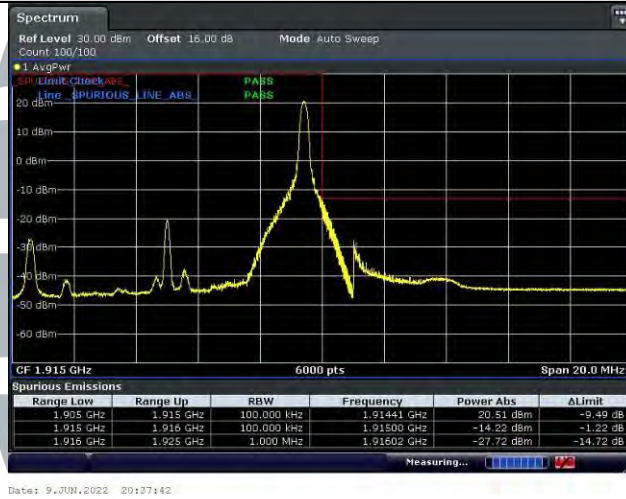 Spectrum
Ref Level 30.00 dBm Offset 16.00 dB Mode Auto Sweep
Count 100/100
1 AvgPwr
Limit Check PASS
Line _SPURIOUS_LINE_ABS_ PASS
20 dBm
10 dBm
0 dBm
-10 dBm
-20 dBm
-30 dBm
-40 dBm
-50 dBm
-60 dBm
CF 1.915 GHz 6000 pts Span 20.0 MHz
Spurious Emissions
Range Low Range Up RBW Frequency Power Abs ΔLimit
1.905 GHz 1.915 GHz 100.000 kHz 1.91441 GHz 20.51 dBm -9.49 dB
1.915 GHz 1.916 GHz 100.000 kHz 1.91500 GHz -14.22 dBm -1.22 dB
1.916 GHz 1.925 GHz 1.000 MHz 1.91602 GHz -27.72 dBm -14.72 dB
Measuring...
Date: 9.JUN.2022 20:37:42